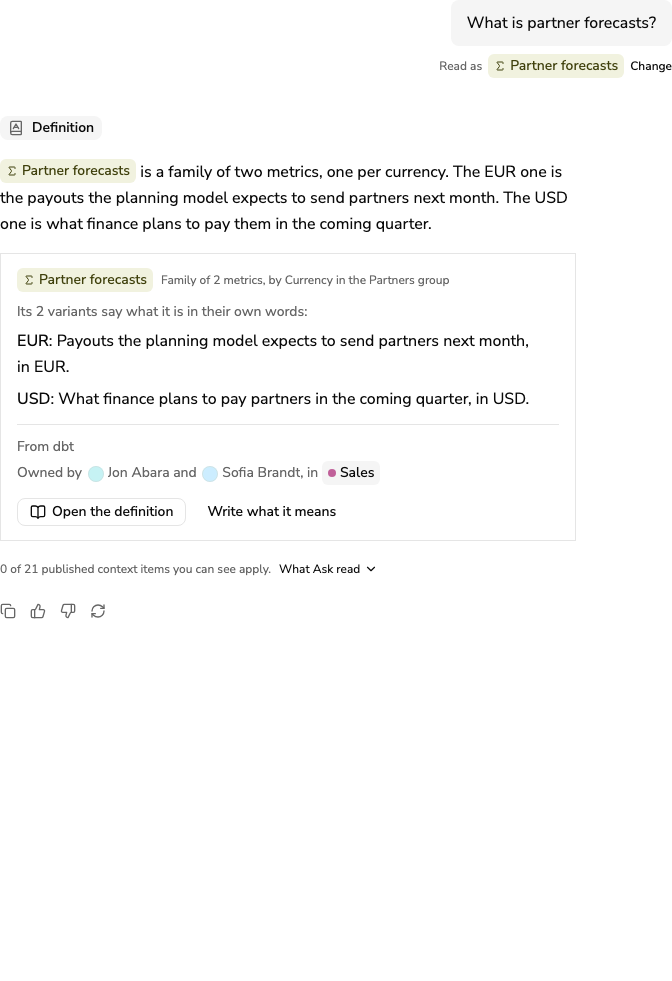 What is partner forecasts?
Read as Σ Partner forecasts Change
Definition
Σ Partner forecasts is a family of two metrics, one per currency. The EUR one is
the payouts the planning model expects to send partners next month. The USD
one is what finance plans to pay them in the coming quarter.
Σ Partner forecasts Family of 2 metrics, by Currency in the Partners group
Its 2 variants say what it is in their own words:
EUR: Payouts the planning model expects to send partners next month,
in EUR.
USD: What finance plans to pay partners in the coming quarter, in USD.
From dbt
Owned by Jon Abara and Sofia Brandt, in Sales
Open the definition Write what it means
0 of 21 published context items you can see apply. What Ask read